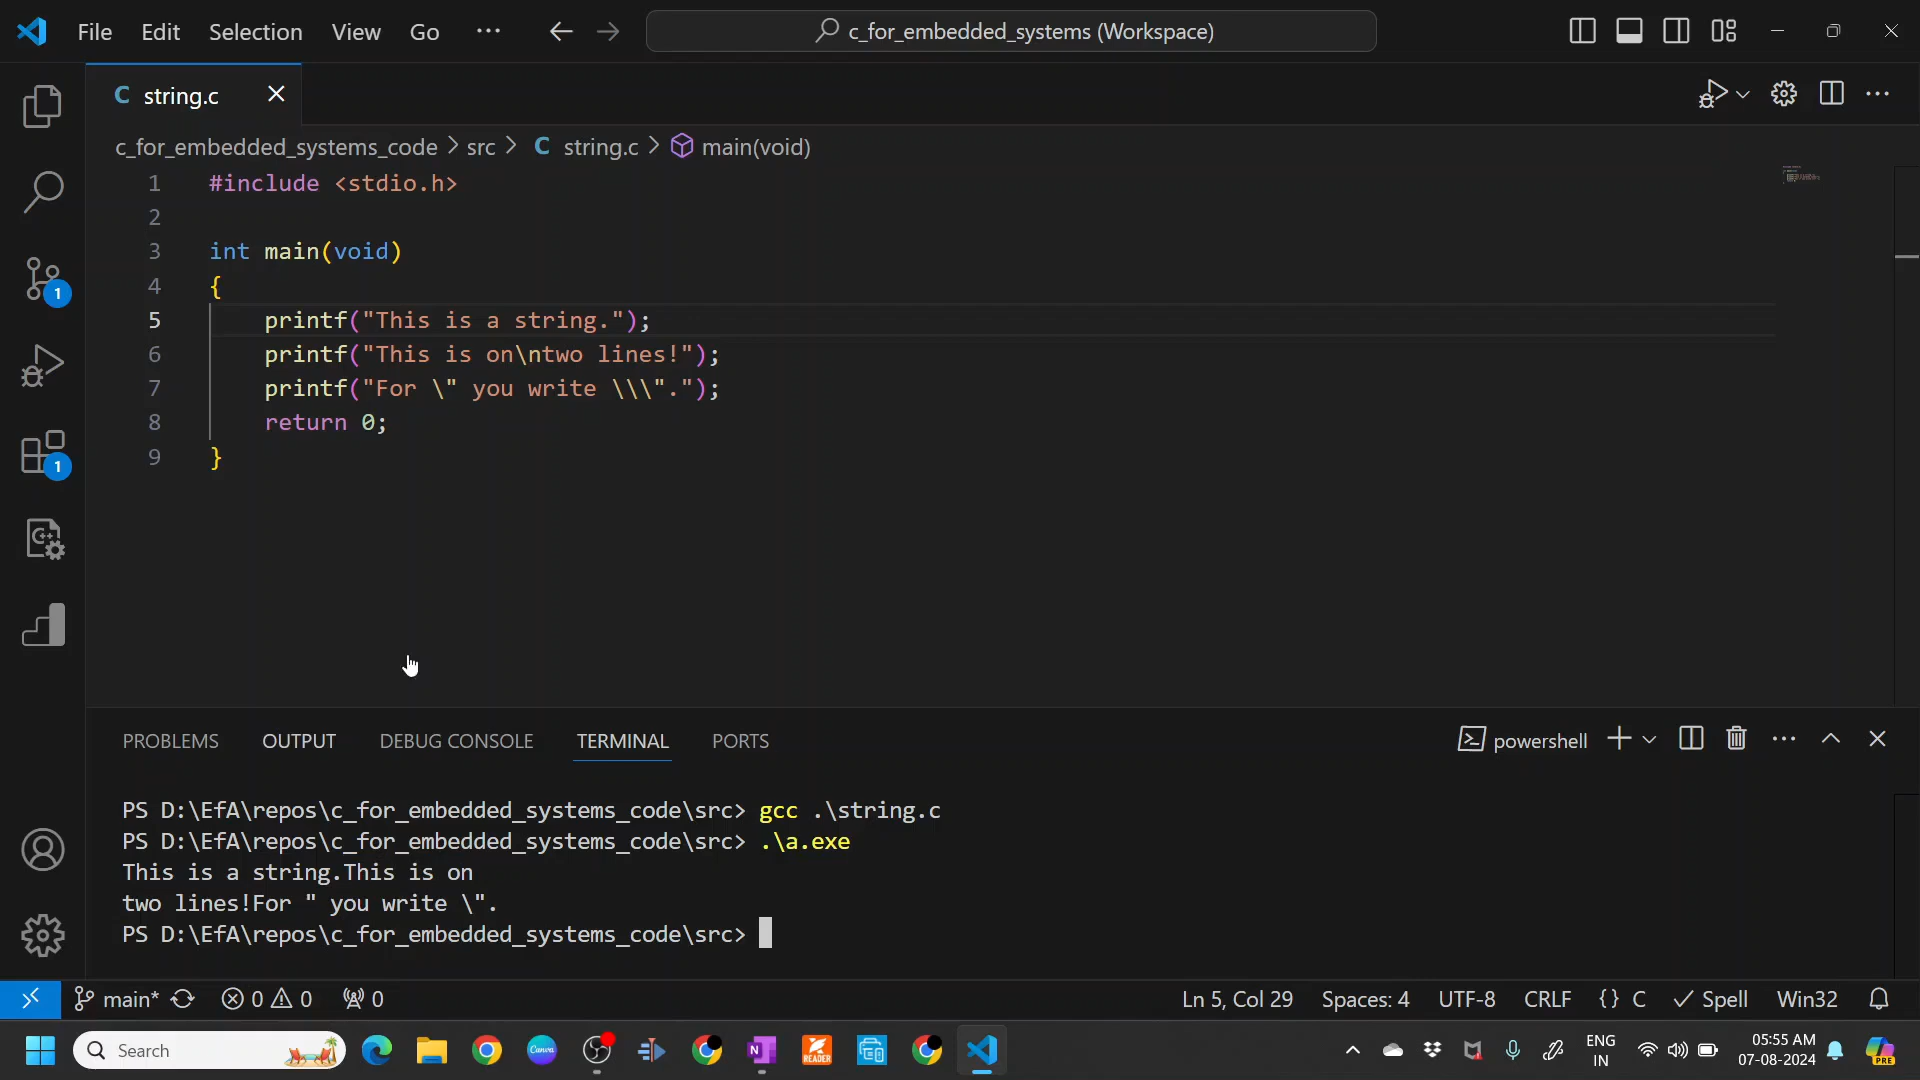 File Edit Selection View Go ··· c_for_embedded_systems (Workspace)
C string.c
c_for_embedded_systems_code > src > C string.c > main(void)
1 #include <stdio.h>
2
3 int main(void)
4 {
5 printf("This is a string.");
6 printf("This is on\ntwo lines!");
7 printf("For \" you write \\\".");
8 return 0;
9 }
1
1
PROBLEMS OUTPUT DEBUG CONSOLE TERMINAL PORTS powershell
PS D:\EfA\repos\c_for_embedded_systems_code\src> gcc .\string.c
PS D:\EfA\repos\c_for_embedded_systems_code\src> .\a.exe
This is a string.This is on
two lines!For " you write \".
PS D:\EfA\repos\c_for_embedded_systems_code\src>
main* 0 0 0 Ln 5, Col 29 Spaces: 4 UTF-8 CRLF {} C Spell Win32
Search Canva READER ENG 05:55 AM
IN 07-08-2024 PRE